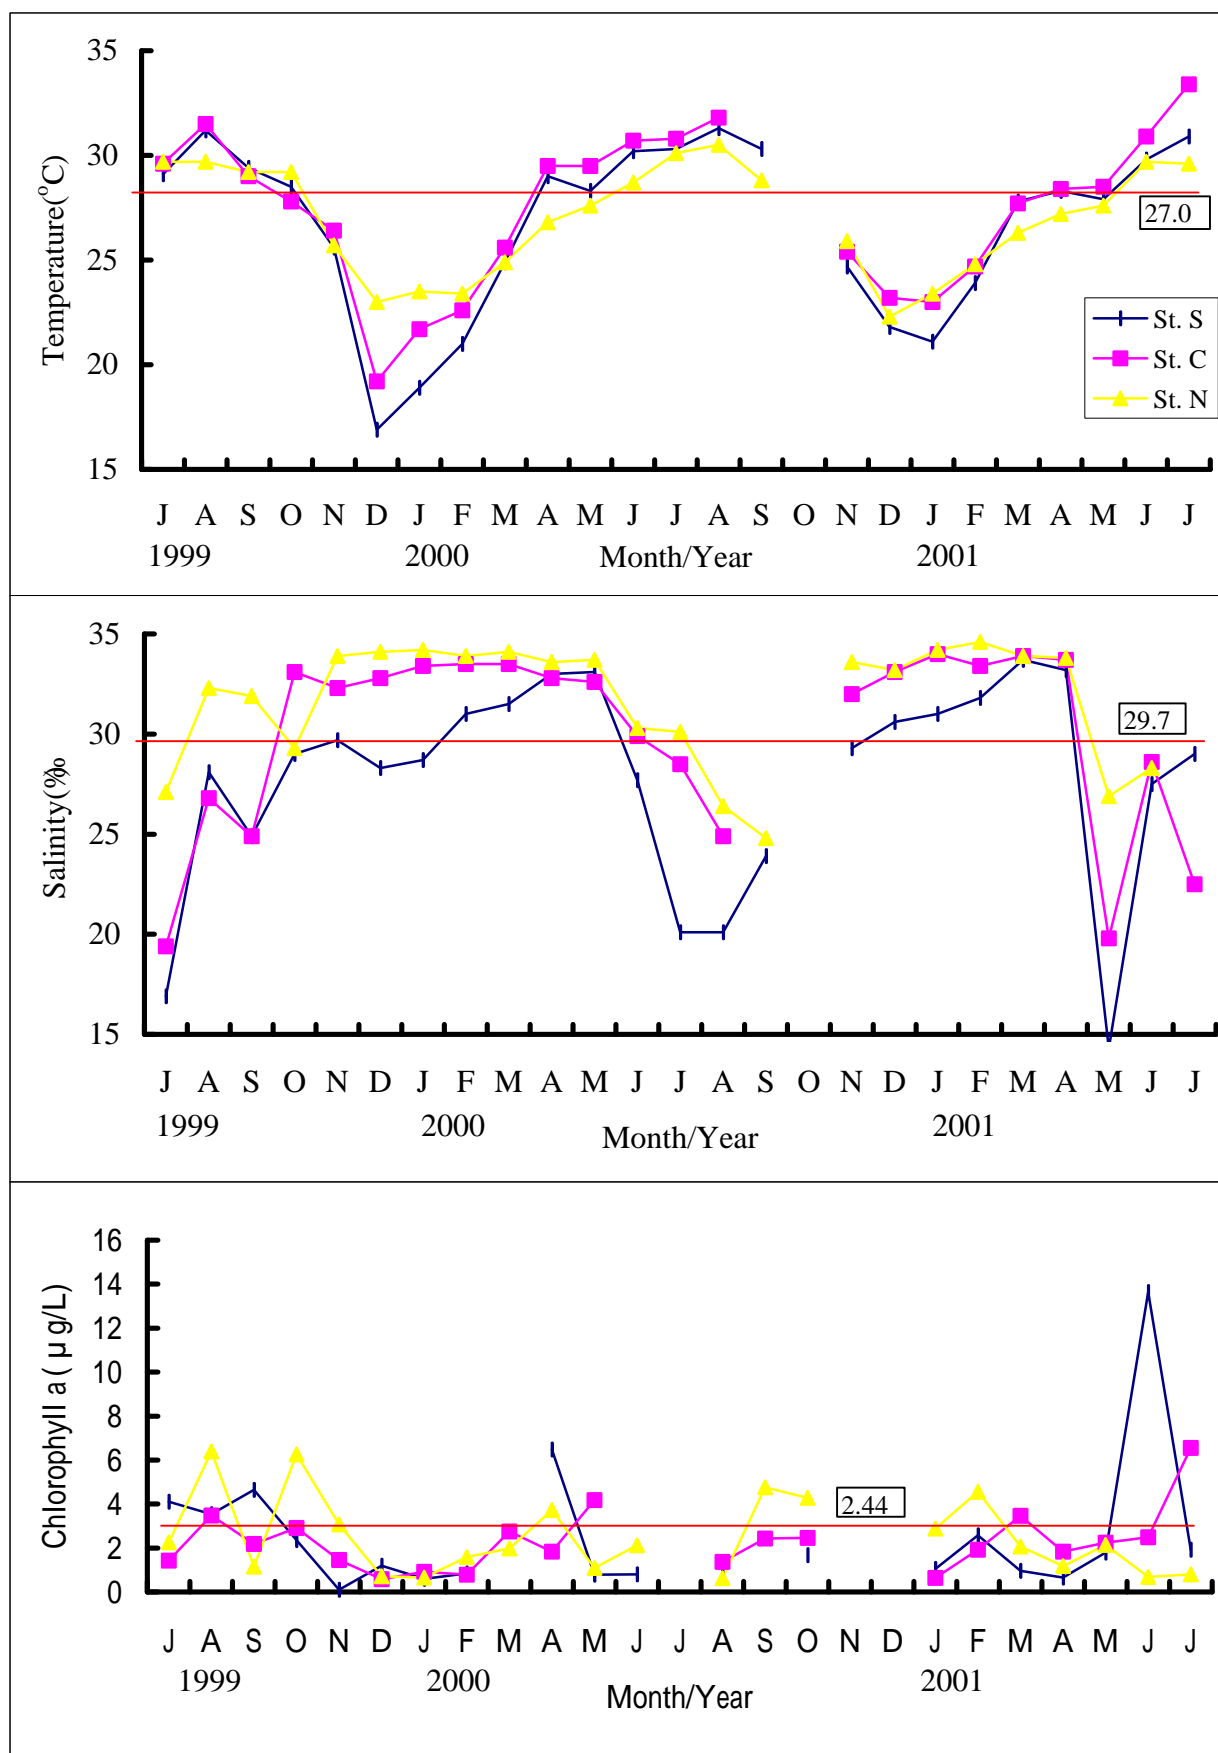 35
30
25
20
15
Temperature(°C)
27.0
St. S
St. C
St. N
J A S O N D J F M A M J J A S O N D J F M A M J J
1999 2000 Month/Year 2001
35
30
25
20
15
Salinity(‰
29.7
J A S O N D J F M A M J J A S O N D J F M A M J J
1999 2000 Month/Year 2001
16
14
12
10
8
6
4
2
0
Chlorophyll a ( μ g/L)
2.44
J A S O N D J F M A M J J A S O N D J F M A M J J
1999 2000 Month/Year 2001